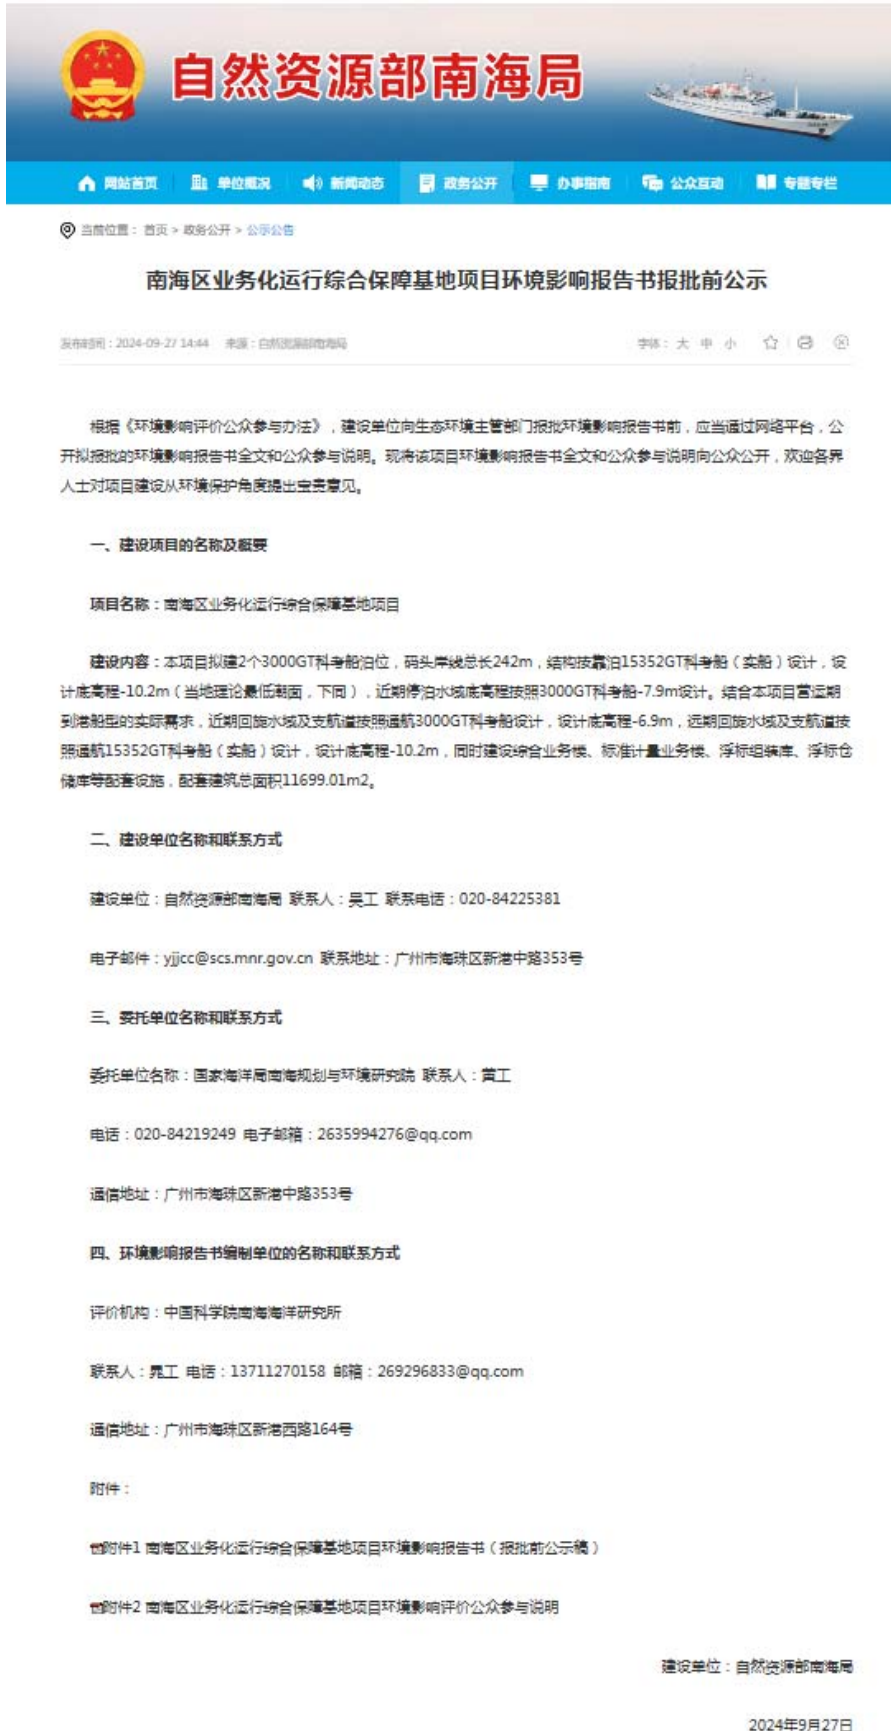 自然资源部南海局
网站首页 单位概况 新闻动态 政务公开 办事指南 公众互动 专题专栏
当前位置： 首页 > 政务公开 > 公示公告
南海区业务化运行综合保障基地项目环境影响报告书报批前公示
发布时间：2024-09-27 14:44 来源：自然资源部南海局 字体： 大 中 小
根据《环境影响评价公众参与办法》，建设单位向生态环境主管部门报批环境影响报告书前，应当通过网络平台，公
开拟报批的环境影响报告书全文和公众参与说明。现将该项目环境影响报告书全文和公众参与说明向公众公开，欢迎各界
人士对项目建设从环境保护角度提出宝贵意见。
一、建设项目的名称及概要
项目名称：南海区业务化运行综合保障基地项目
建设内容：本项目拟建2个3000GT科考船泊位，码头岸线总长242m，结构按靠泊15352GT科考船（实船）设计，设
计底高程-10.2m（当地理论最低潮面，下同），近期停泊水域底高程按照3000GT科考船-7.9m设计。结合本项目营运期
到港船型的实际需求，近期回旋水域及支航道按照通航3000GT科考船设计，设计底高程-6.9m，远期回旋水域及支航道按
照通航15352GT科考船（实船）设计，设计底高程-10.2m，同时建设综合业务楼、标准计量业务楼、浮标组装库、浮标仓
储库等配套设施，配套建筑总面积11699.01m2。
二、建设单位名称和联系方式
建设单位：自然资源部南海局 联系人：吴工 联系电话：020-84225381
电子邮件：yjjcc@scs.mnr.gov.cn 联系地址：广州市海珠区新港中路353号
三、委托单位名称和联系方式
委托单位名称：国家海洋局南海规划与环境研究院 联系人：黄工
电话：020-84219249 电子邮箱：2635994276@qq.com
通信地址：广州市海珠区新港中路353号
四、环境影响报告书编制单位的名称和联系方式
评价机构：中国科学院南海海洋研究所
联系人：晁工 电话：13711270158 邮箱：269296833@qq.com
通信地址：广州市海珠区新港西路164号
附件：
附件1 南海区业务化运行综合保障基地项目环境影响报告书（报批前公示稿）
附件2 南海区业务化运行综合保障基地项目环境影响评价公众参与说明
建设单位：自然资源部南海局
2024年9月27日